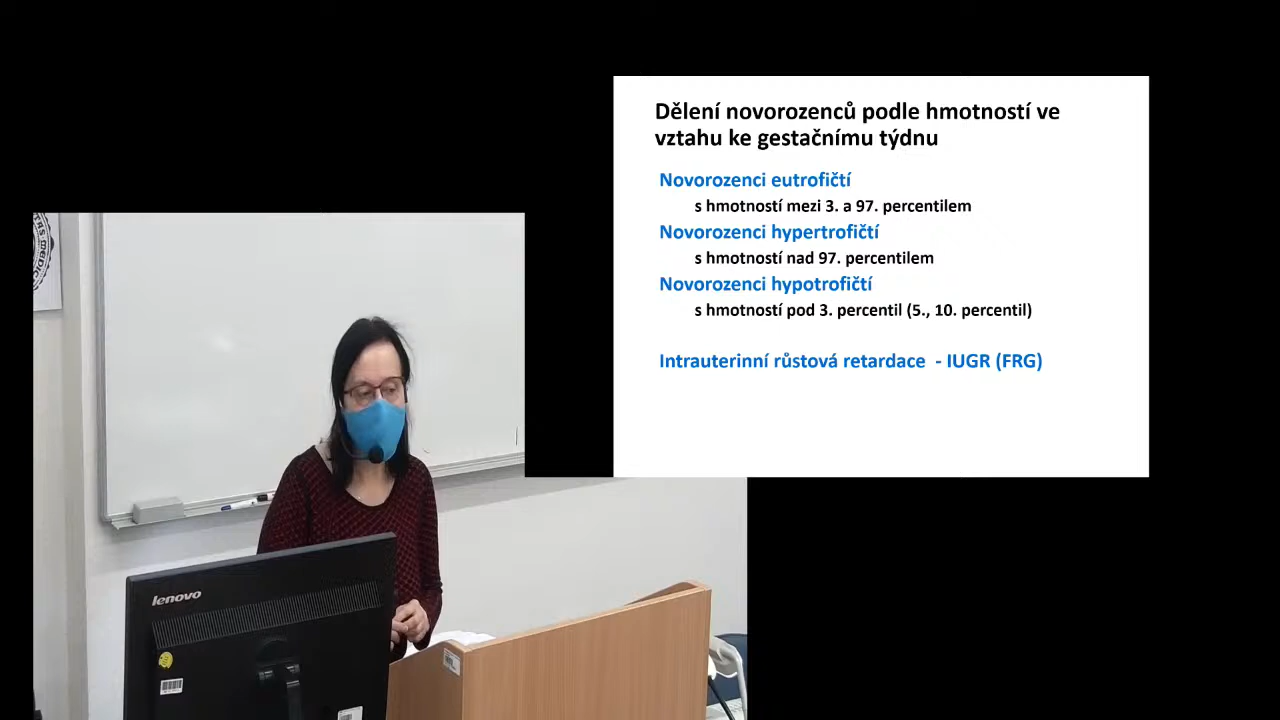 Dělení novorozenců podle hmotností ve
vztahu ke gestačnímu týdnu
Novorozenci eutrofičtí
s hmotností mezi 3. a 97. percentilem
Novorozenci hypertrofičtí
s hmotností nad 97. percentilem
Novorozenci hypotrofičtí
s hmotností pod 3. percentil (5., 10. percentil)
Intrauterinní růstová retardace - IUGR (FRG)
lenovo